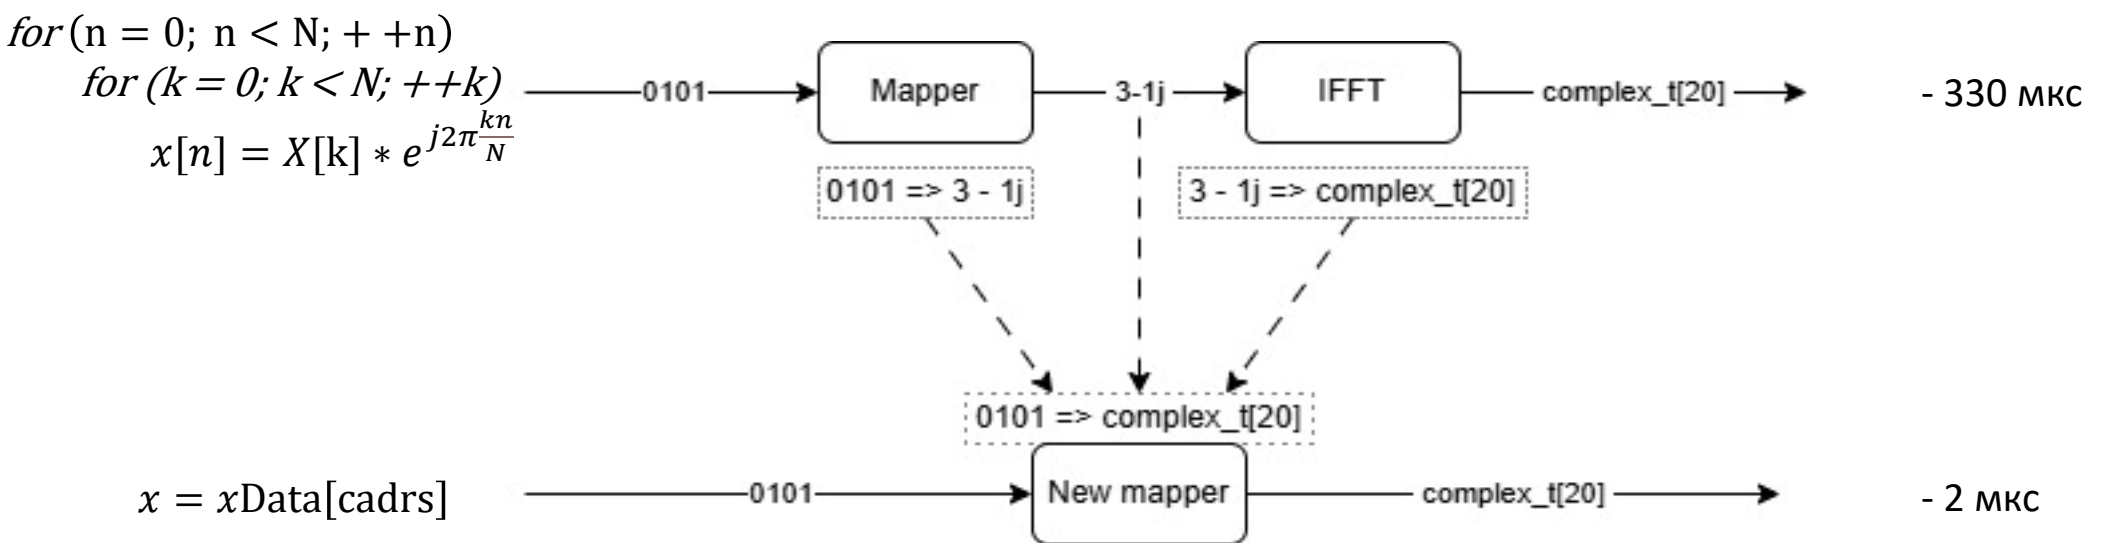 for (n = 0; n < N; + +n)
for (k = 0; k < N; ++k)
x[n] = X[k] ∗ e^{j2π\frac{kn}{N}}
0101
Mapper
3-1j
IFFT
complex_t[20]
- 330 мкс
0101 => 3 - 1j
3 - 1j => complex_t[20]
0101 => complex_t[20]
x = xData[cadrs]
0101
New mapper
complex_t[20]
- 2 мкс